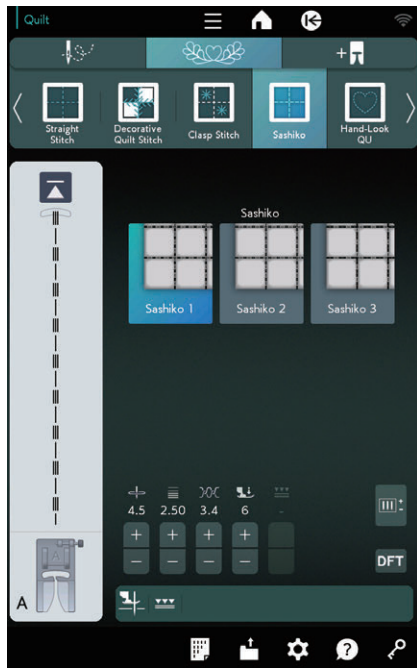 Quilt
Straight
Stitch
Decorative
Quilt Stitch
Clasp Stitch
Sashiko
Hand-Look
QU
Sashiko
Sashiko 1
Sashiko 2
Sashiko 3
4.5 2.50 3.4 6 -
+ + + +
− − − −
DFT
A